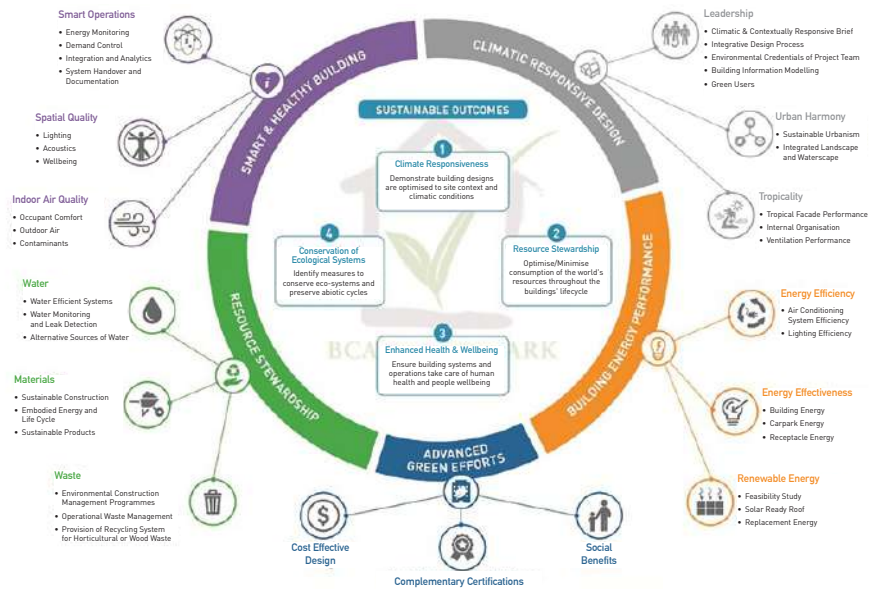 Smart Operations
• Energy Monitoring
• Demand Control
• Integration and Analytics
• System Handover and
Documentation
Spatial Quality
• Lighting
• Acoustics
• Wellbeing
Indoor Air Quality
• Occupant Comfort
• Outdoor Air
• Contaminants
SMART & HEALTHY BUILDING
CLIMATIC RESPONSIVE DESIGN
Leadership
• Climatic & Contextually Responsive Brief
• Integrative Design Process
• Environmental Credentials of Project Team
• Building Information Modelling
• Green Users
Urban Harmony
• Sustainable Urbanism
• Integrated Landscape
and Waterscape
Tropicality
• Tropical Facade Performance
• Internal Organisation
• Ventilation Performance
SUSTAINABLE OUTCOMES
1
Climate Responsiveness
Demonstrate building designs
are optimised to site context and
climatic conditions
4
Conservation of
Ecological Systems
Identify measures to
conserve eco-systems and
preserve abiotic cycles
2
Resource Stewardship
Optimise/Minimise
consumption of the world's
resources throughout the
buildings' lifecycle
3
Enhanced Health & Wellbeing
Ensure building systems and
operations take care of human
health and people wellbeing
BCA
ARK
Water
• Water Efficient Systems
• Water Monitoring
and Leak Detection
• Alternative Sources of Water
Materials
• Sustainable Construction
• Embodied Energy and
Life Cycle
• Sustainable Products
Waste
• Environmental Construction
Management Programmes
• Operational Waste Management
• Provision of Recycling System
for Horticultural or Wood Waste
RESOURCE STEWARDSHIP
BUILDING ENERGY PERFORMANCE
Energy Efficiency
• Air Conditioning
System Efficiency
• Lighting Efficiency
Energy Effectiveness
• Building Energy
• Carpark Energy
• Receptacle Energy
Renewable Energy
• Feasibility Study
• Solar Ready Roof
• Replacement Energy
ADVANCED
GREEN EFFORTS
$
Cost Effective
Design
Complementary Certifications
Social
Benefits